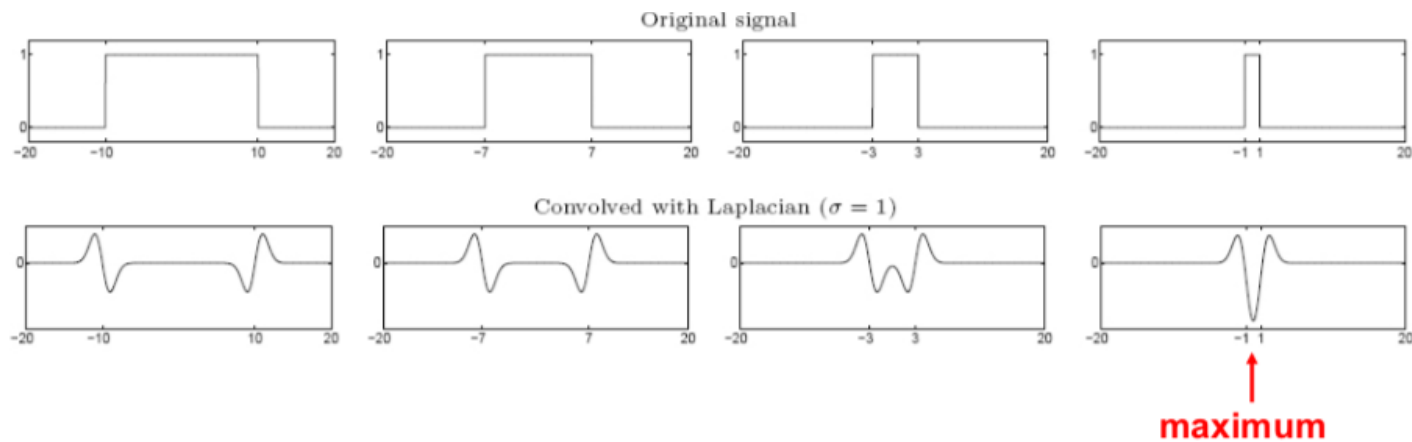 Original signal
1 1 1 1
0 0 0 0
−20 −10 10 20 −20 −7 7 20 −20 −3 3 20 −20 −1 1 20
Convolved with Laplacian (σ = 1)
0 0 0 0
−20 −10 10 20 −20 −7 7 20 −20 −3 3 20 −20 −1 1 20
maximum